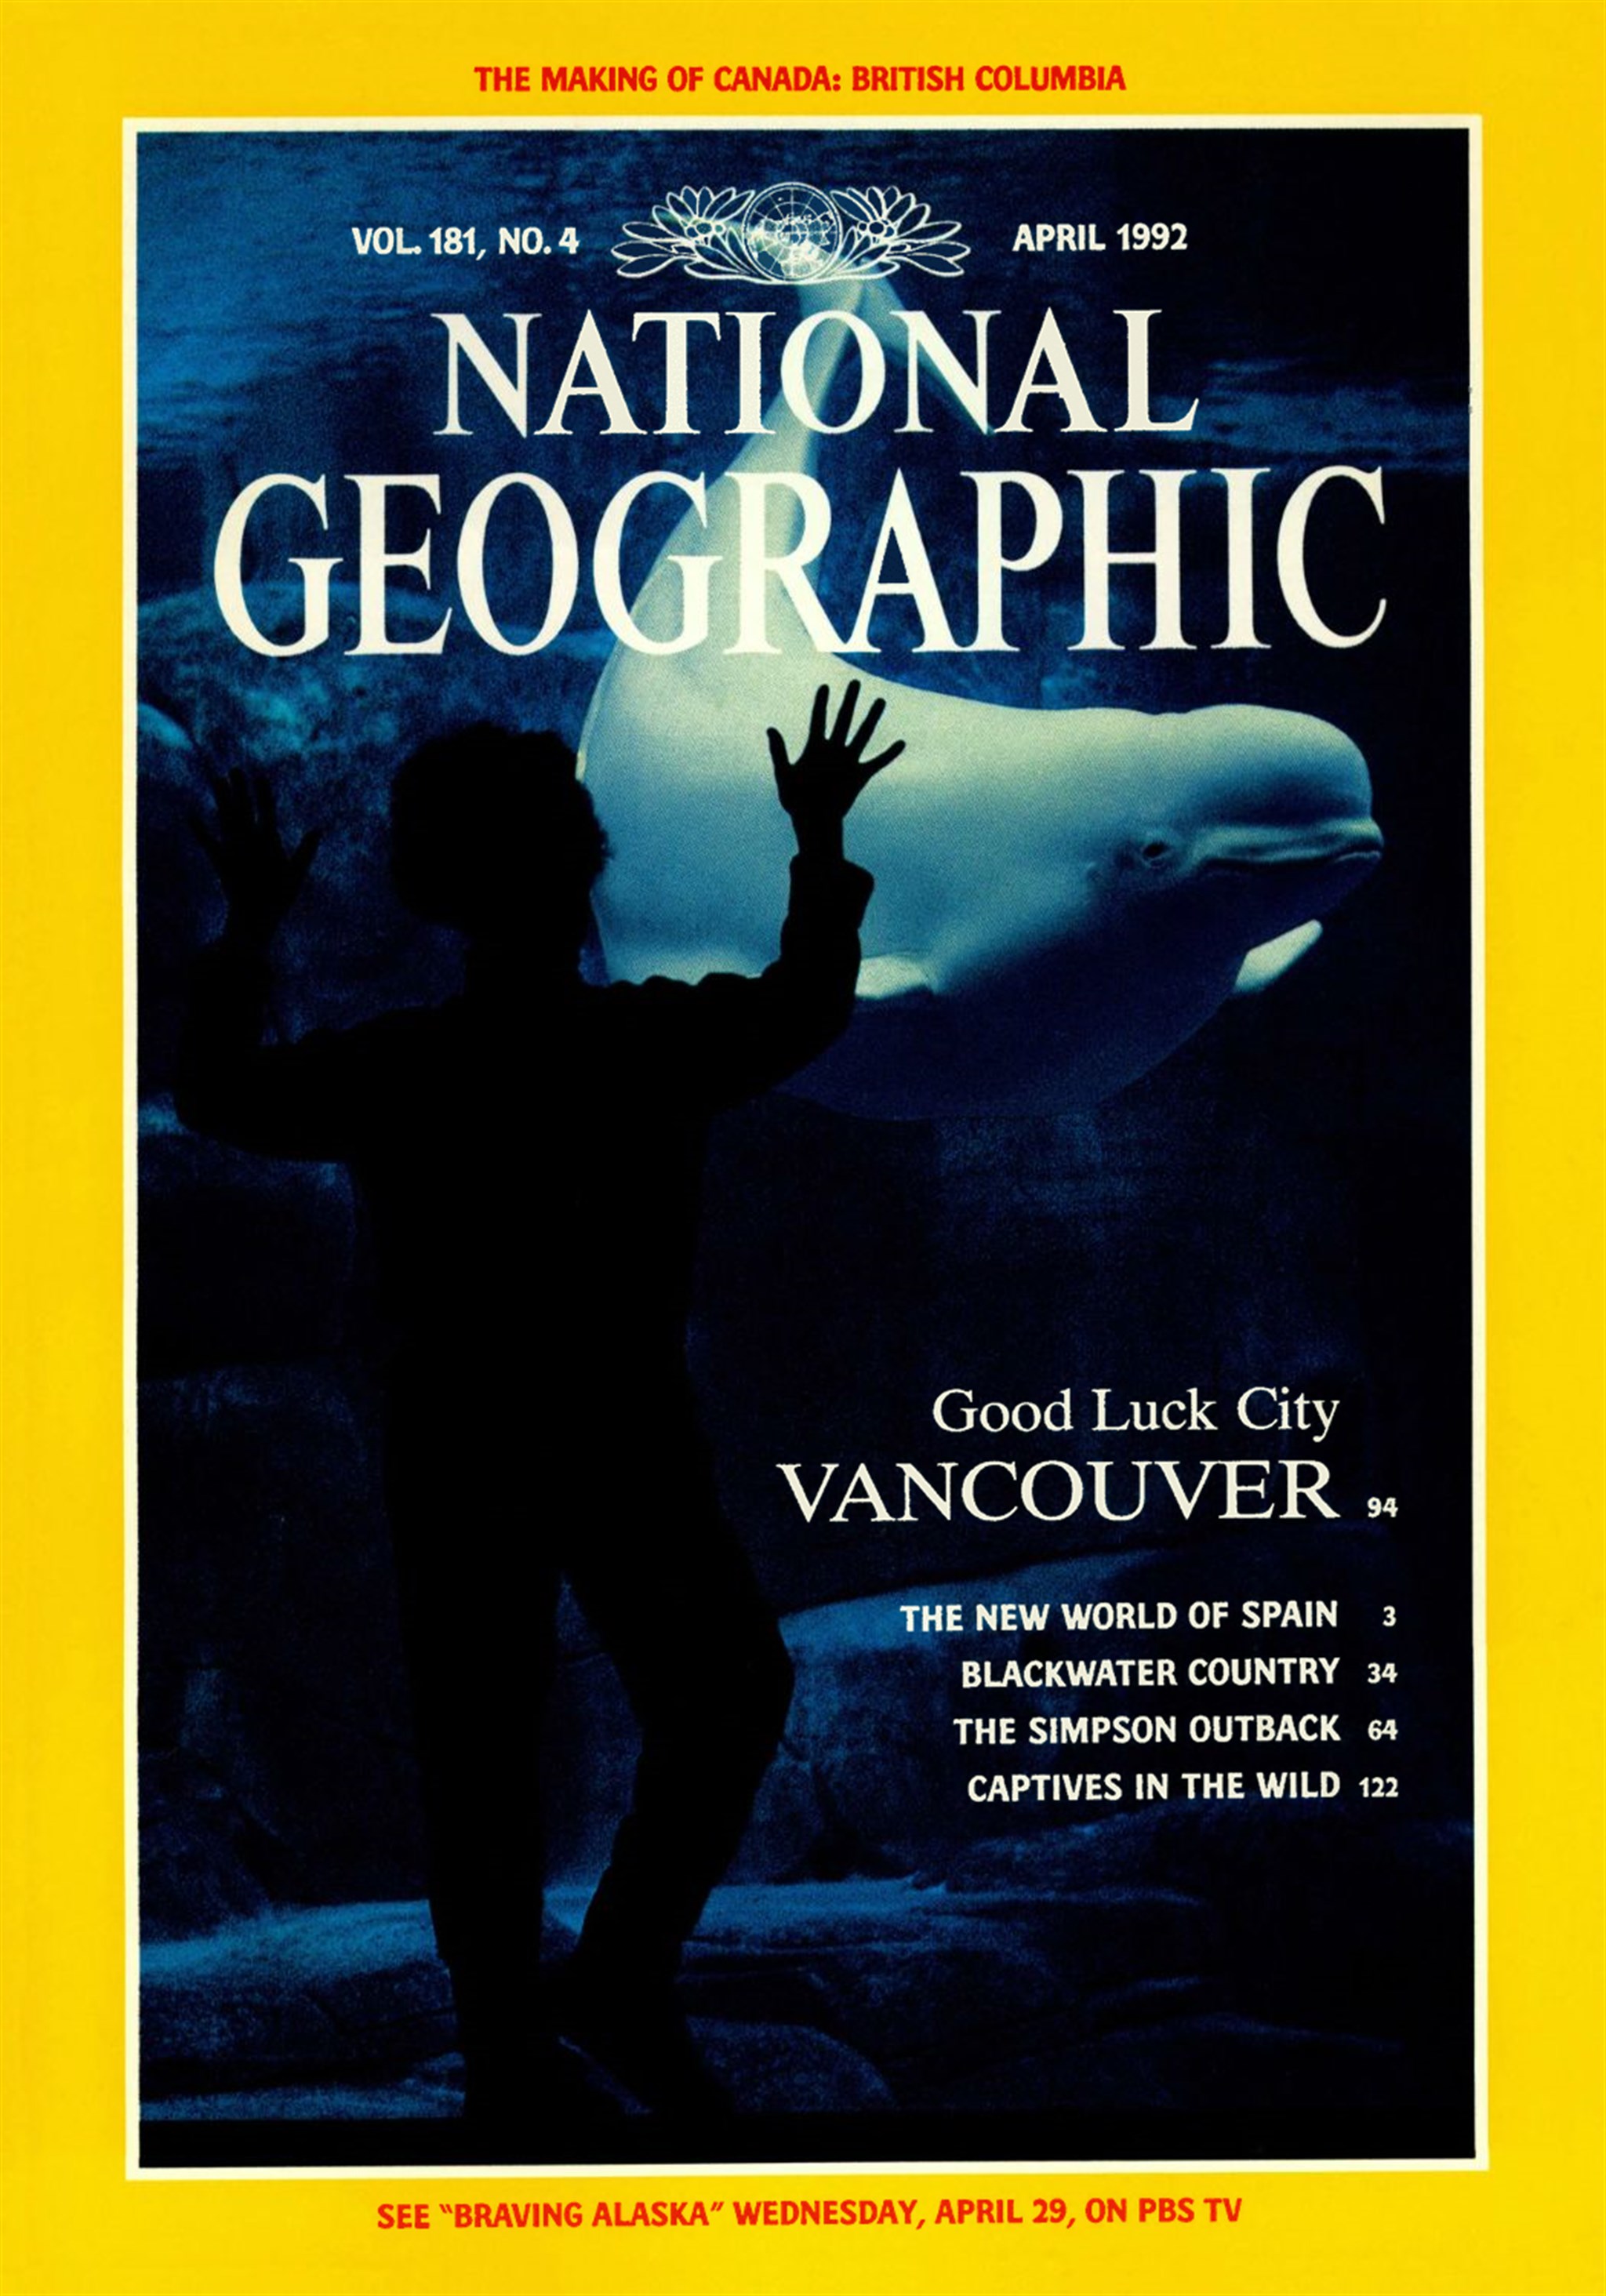 THE MAKING OF CANADA: BRITISH COLUMBIA
VOL. 181, NO. 4
APRIL 1992
NATIONAL
GEOGRAPHIC
Good Luck City
VANCOUVER 94
THE NEW WORLD OF SPAIN 3
BLACKWATER COUNTRY 34
THE SIMPSON OUTBACK 64
CAPTIVES IN THE WILD 122
SEE "BRAVING ALASKA" WEDNESDAY, APRIL 29, ON PBS TV